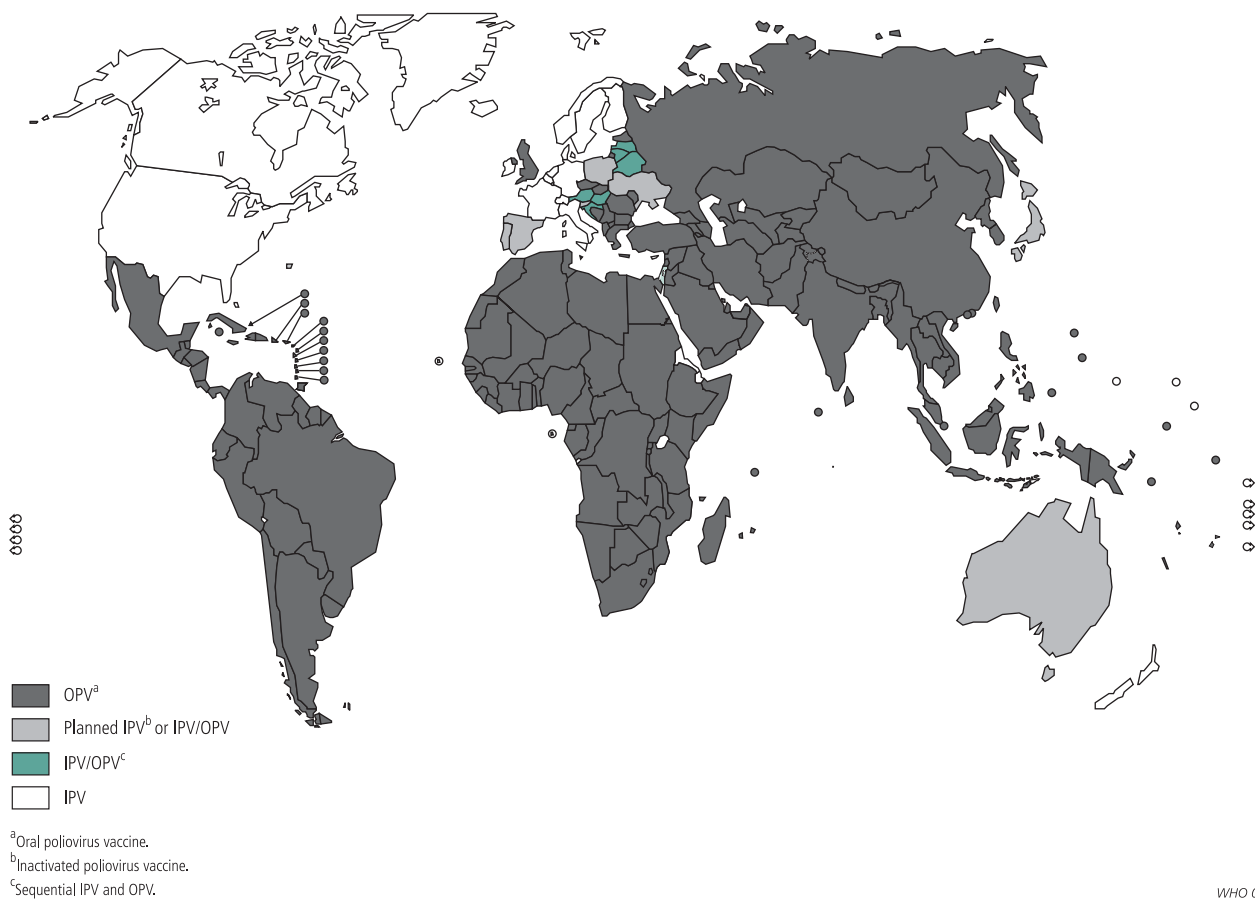 OPVᵃ
Planned IPVᵇ or IPV/OPV
IPV/OPVᶜ
IPV
ᵃOral poliovirus vaccine.
ᵇInactivated poliovirus vaccine.
ᶜSequential IPV and OPV.
WHO